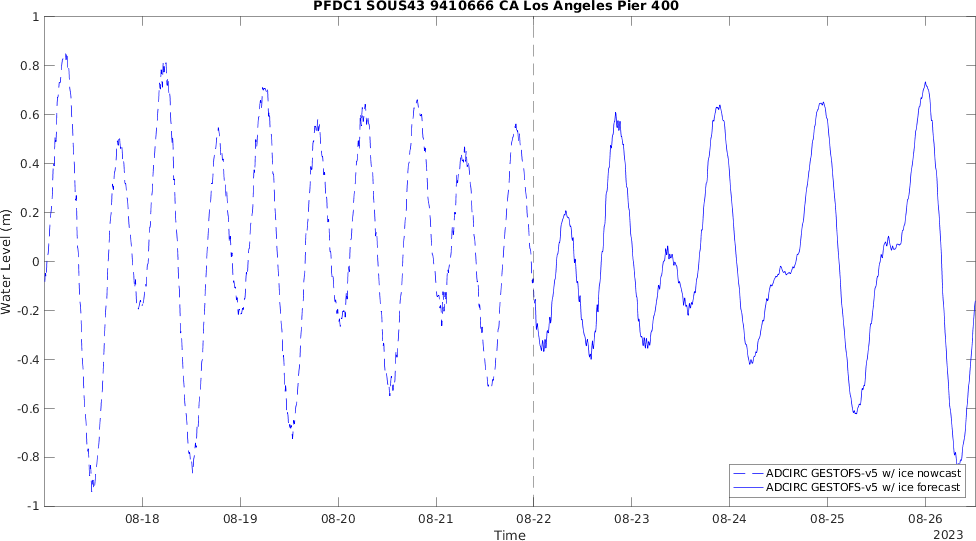 PFDC1 SOUS43 9410666 CA Los Angeles Pier 400
1
0.8
0.6
0.4
0.2
0
-0.2
-0.4
-0.6
-0.8
-1
Water Level (m)
08-18 08-19 08-20 08-21 08-22 08-23 08-24 08-25 08-26
Time
2023
ADCIRC GESTOFS-v5 w/ ice nowcast
ADCIRC GESTOFS-v5 w/ ice forecast